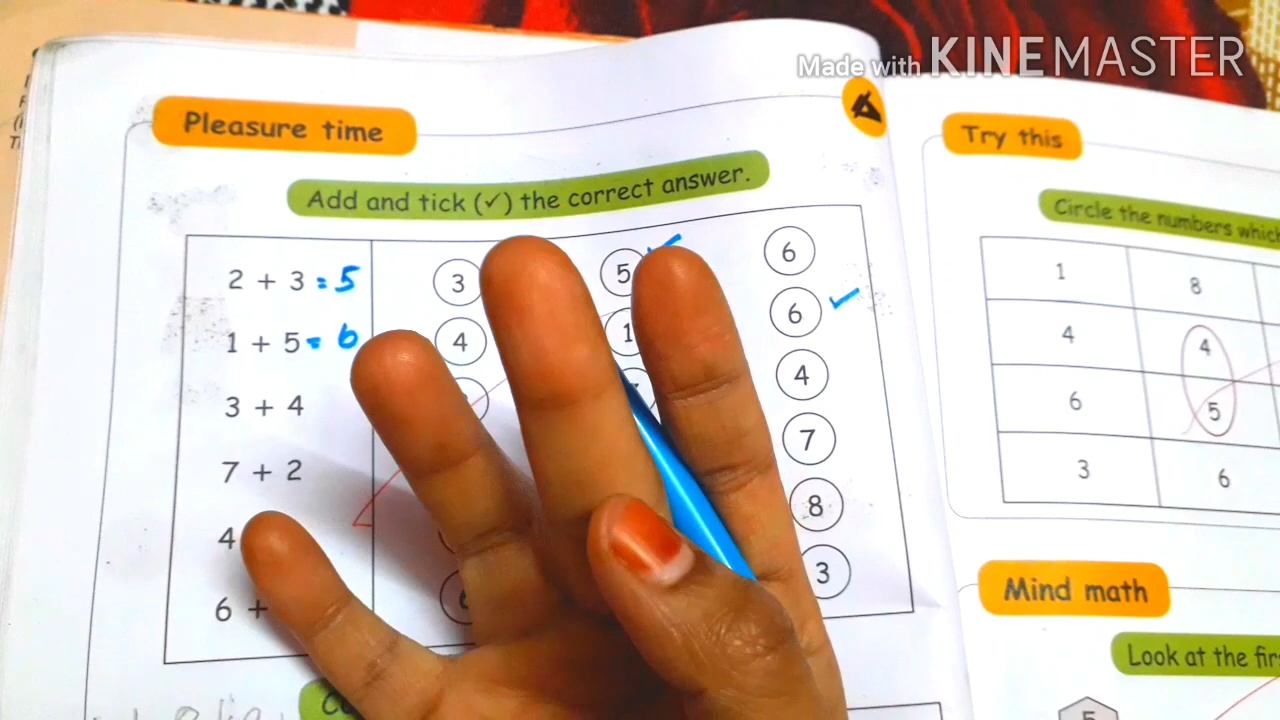 Made with KINEMASTER
Pleasure time
Add and tick (✓) the correct answer.
2 + 3 = 5 3 5 ✓ 6
1 + 5 = 6 4 1 6 ✓
3 + 4 4
7 + 2 7
4 8
6 + 3
Try this
Circle the numbers which
1 8
4 4
6 5
3 6
Mind math
Look at the fir
5